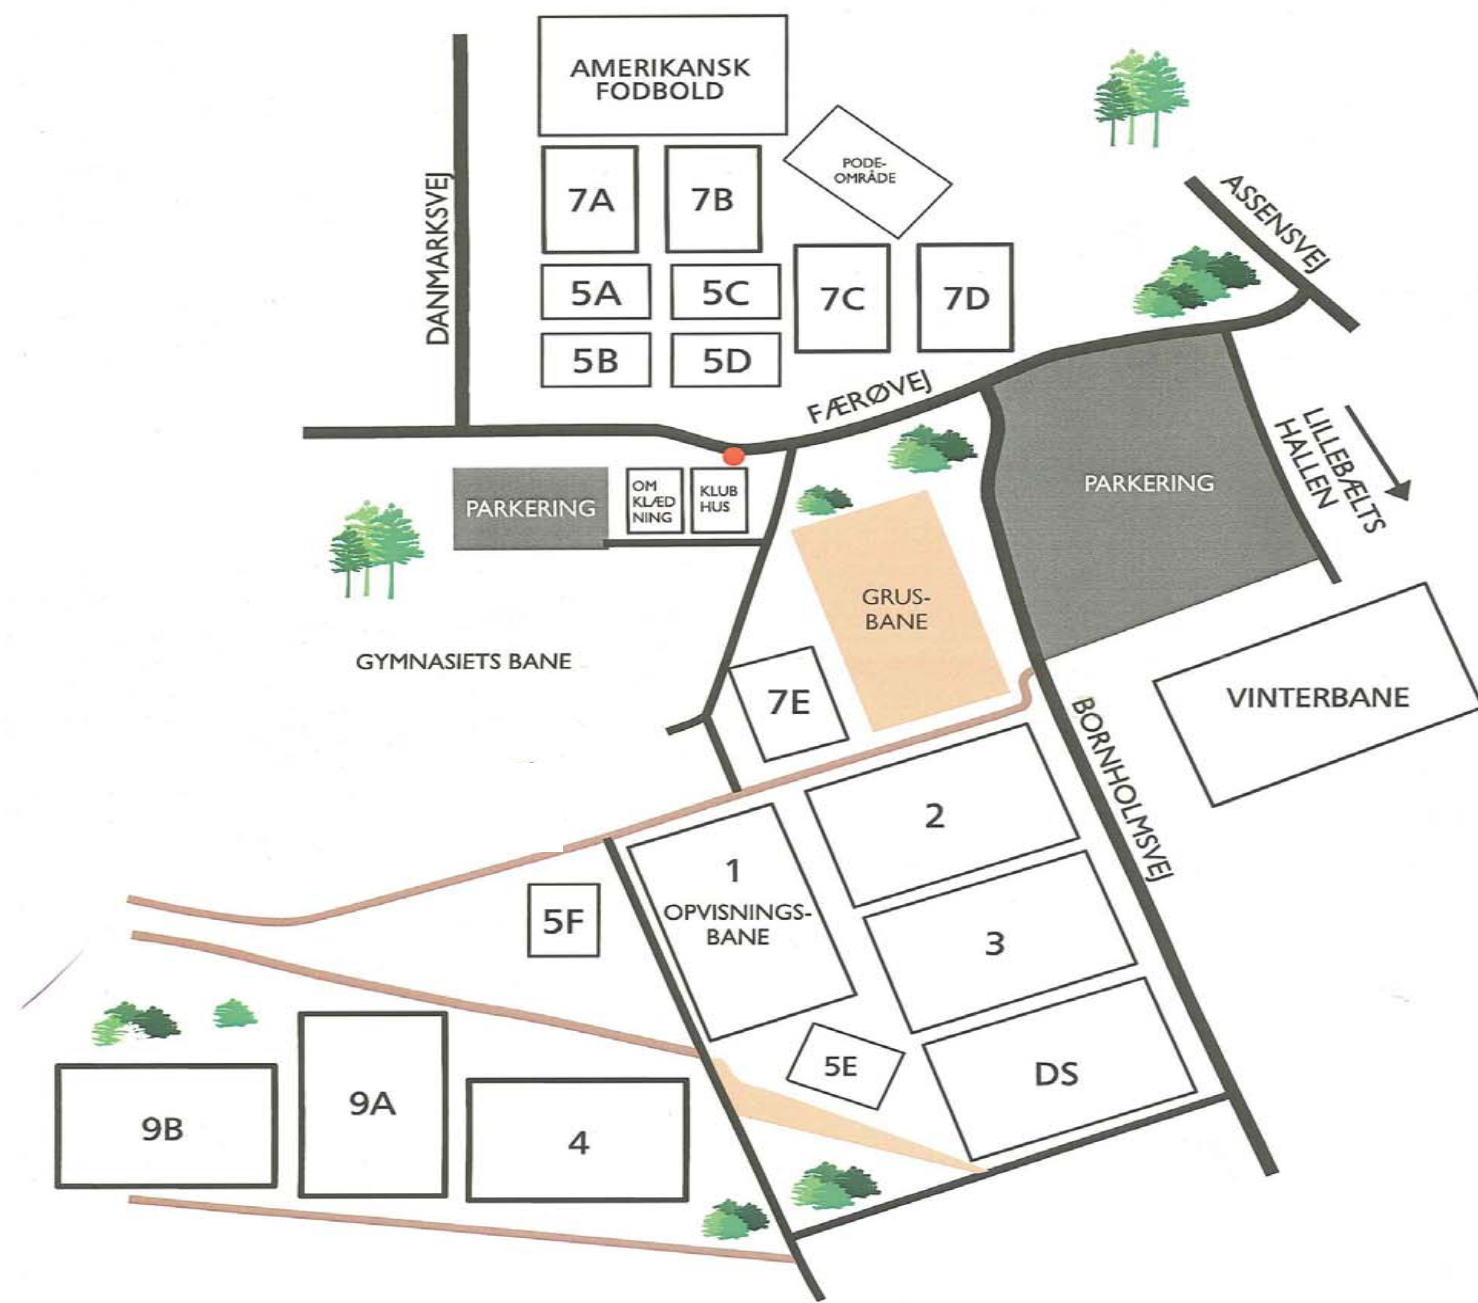 AMERIKANSK
FODBOLD
PODE-
OMRÅDE
7A
7B
ASSENSVEJ
DANMARKSVEJ
5A
5C
7C
7D
5B
5D
FÆRØVEJ
LILLEBÆLTS
HALLEN
PARKERING
OM
KLÆD
NING
KLUB
HUS
PARKERING
GRUS-
BANE
GYMNASIETS BANE
7E
VINTERBANE
BORNHOLMSVEJ
2
1
OPVISNINGS-
BANE
5F
3
5E
DS
9A
9B
4